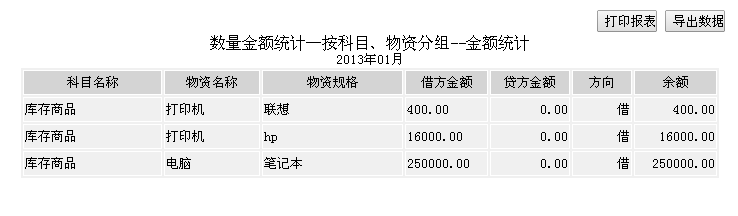 打印报表 导出数据
数量金额统计—按科目、物资分组--金额统计
2013年01月
科目名称 物资名称 物资规格 借方金额 贷方金额 方向 余额
库存商品 打印机 联想 400.00 0.00 借 400.00
库存商品 打印机 hp 16000.00 0.00 借 16000.00
库存商品 电脑 笔记本 250000.00 0.00 借 250000.00